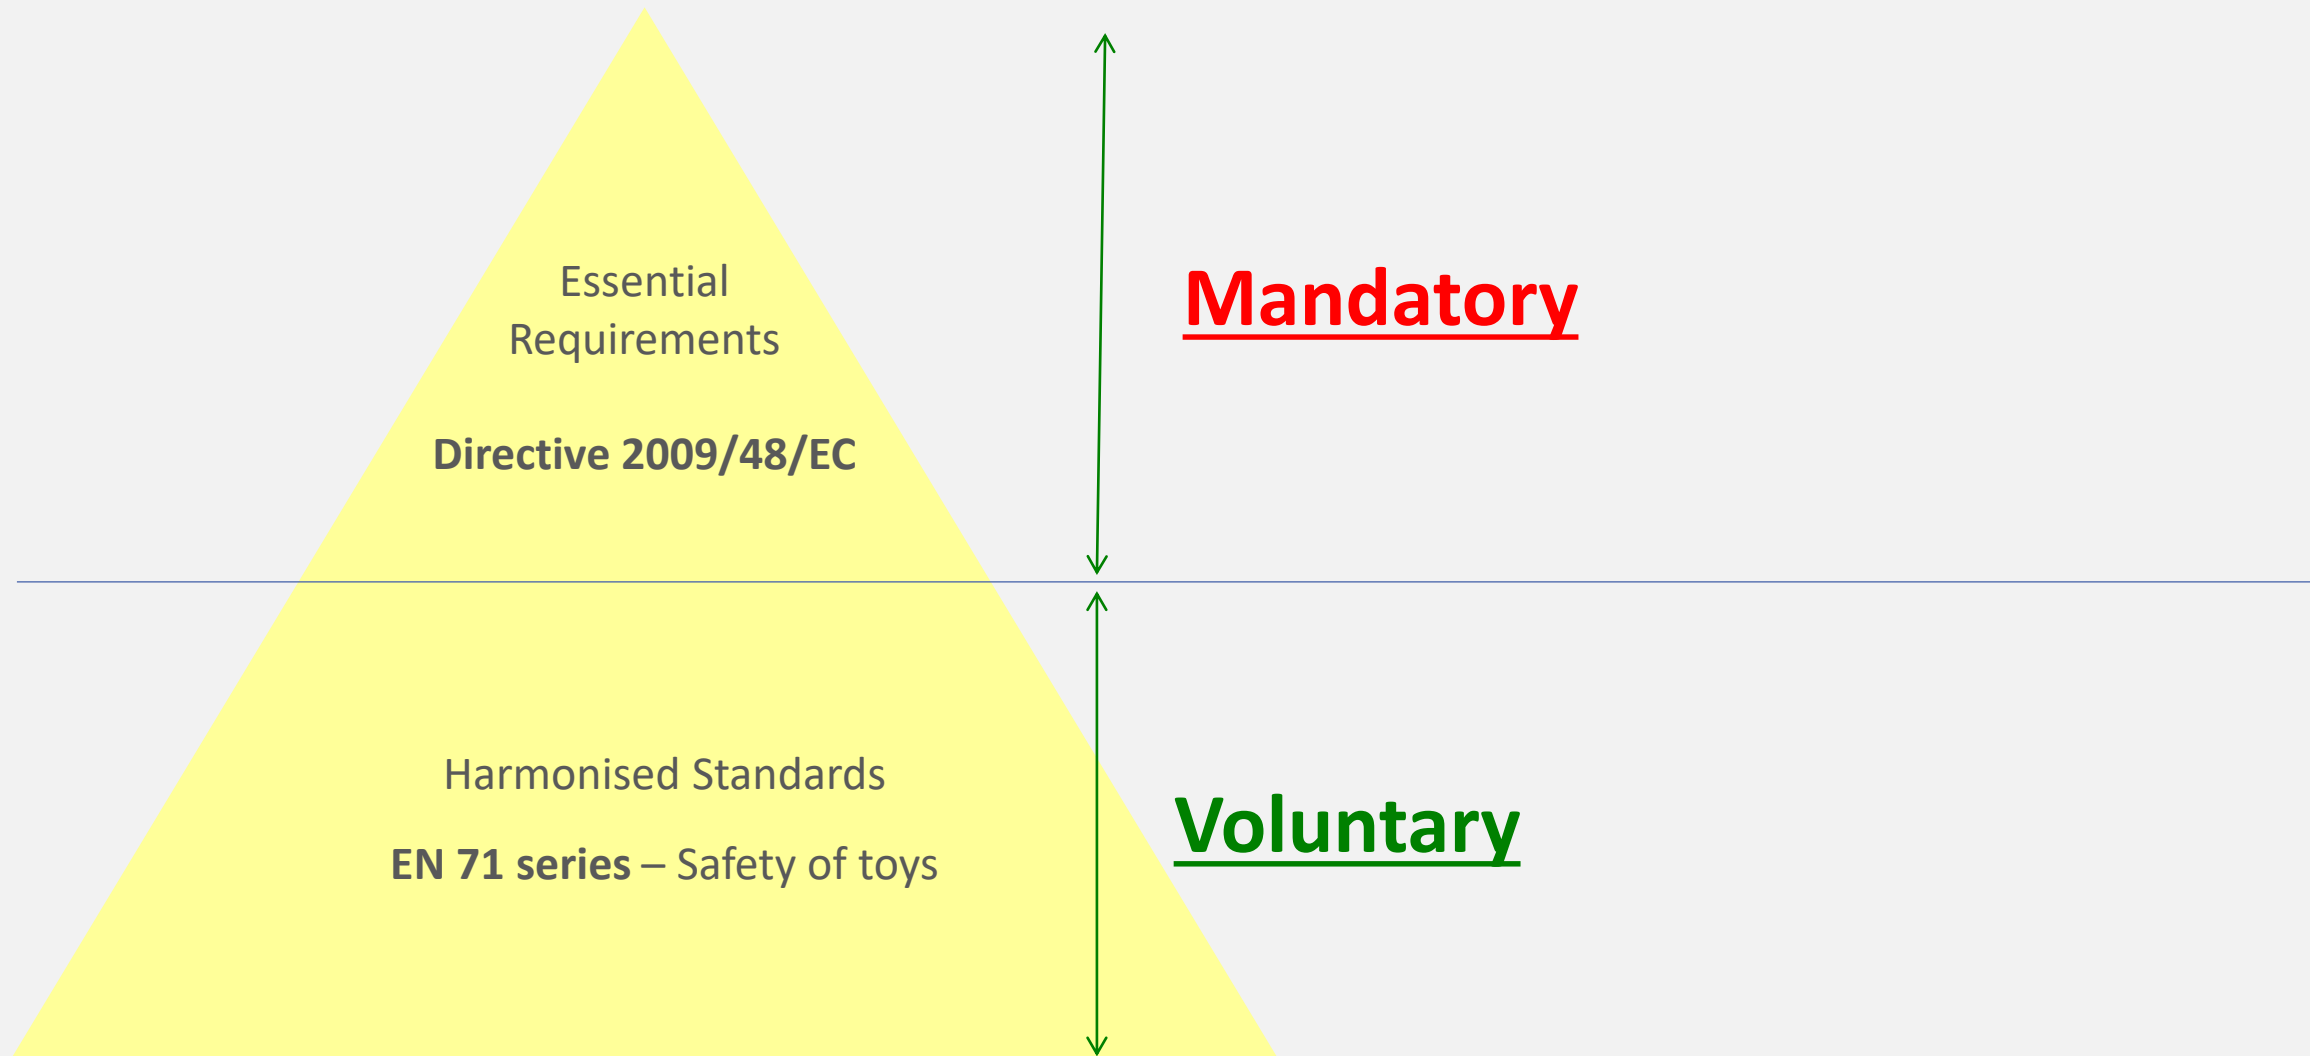 Essential
Requirements
Directive 2009/48/EC
Mandatory
Harmonised Standards
EN 71 series – Safety of toys
Voluntary